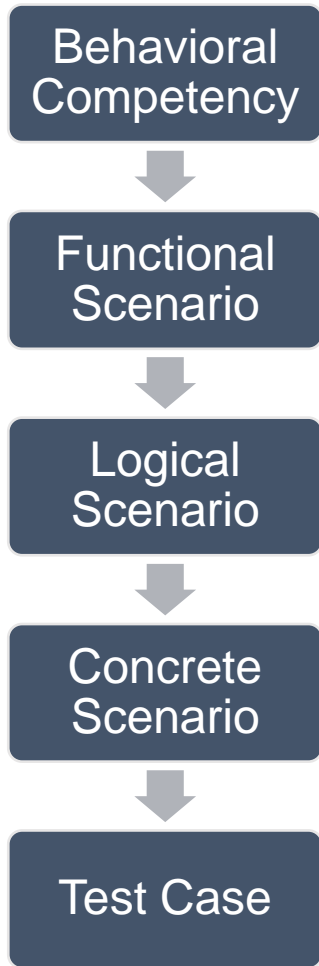 Behavioral
Competency
Functional
Scenario
Logical
Scenario
Concrete
Scenario
Test Case